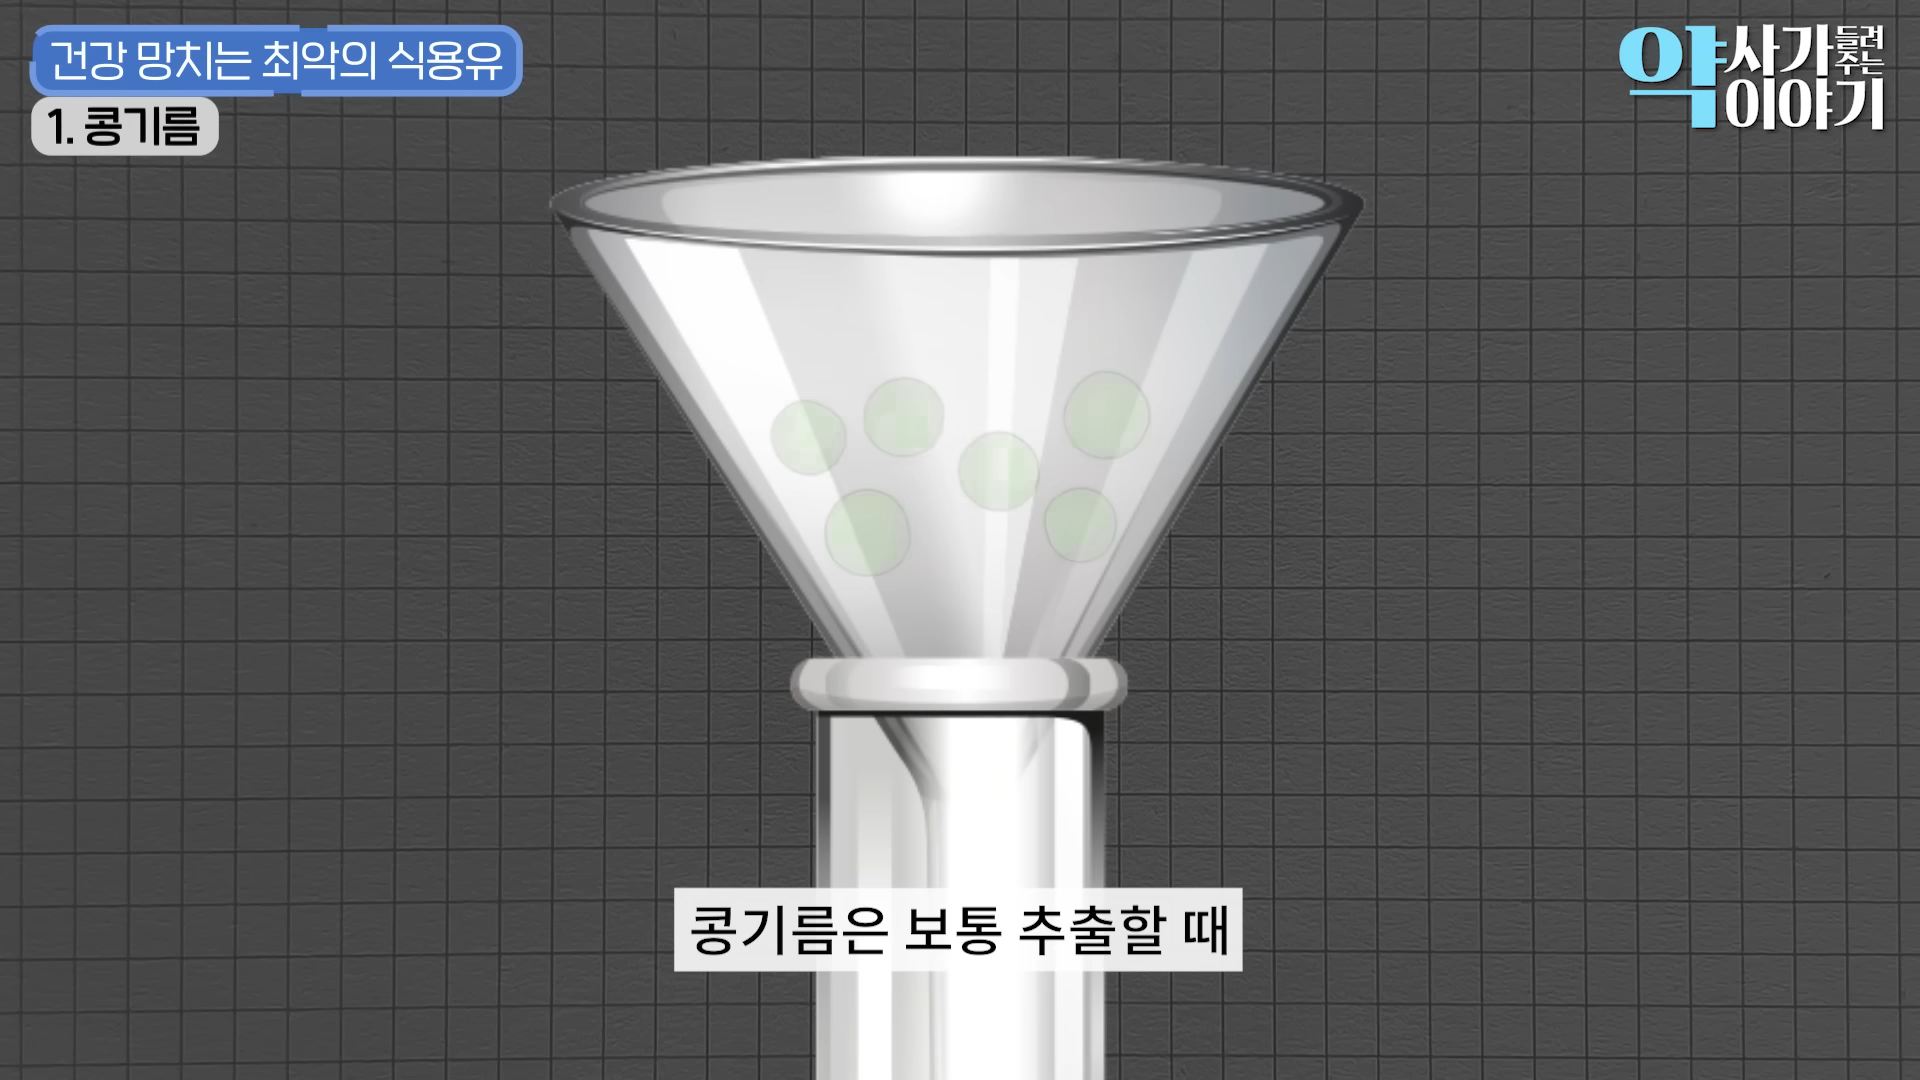 건강 망치는 최악의 식용유
1. 콩기름
약사가 들려주는
이야기
콩기름은 보통 추출할 때